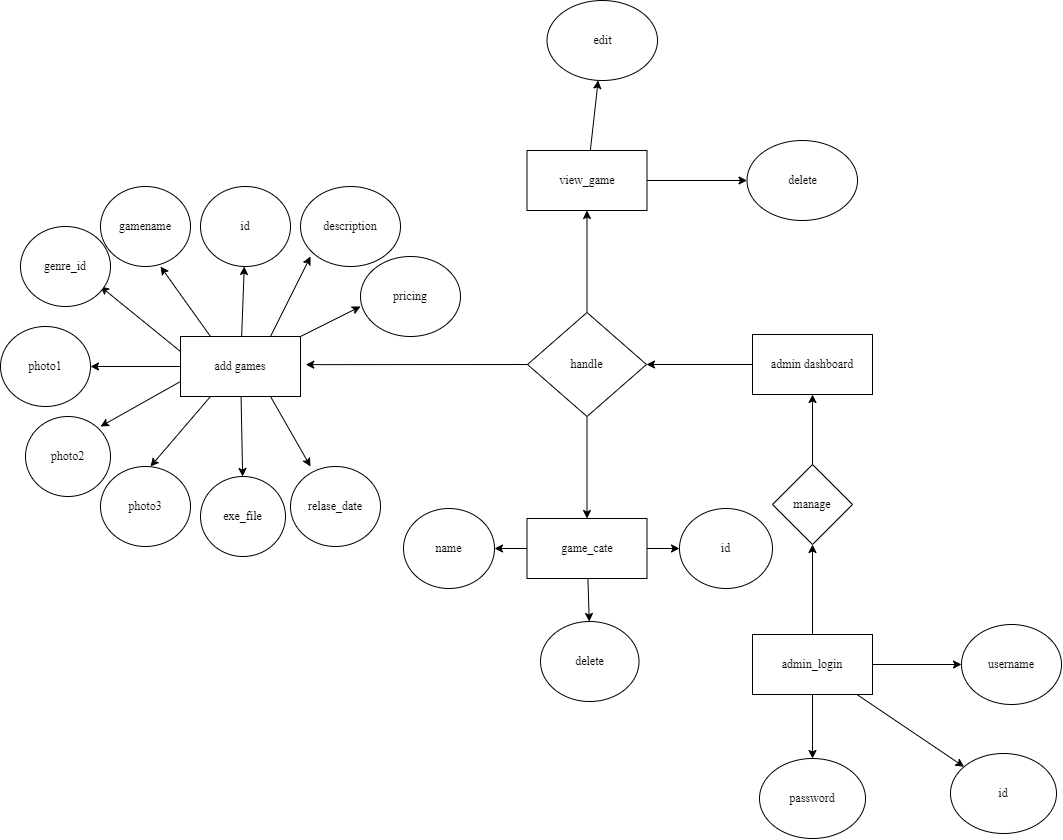 edit
view_game
delete
gamename
id
description
genre_id
pricing
photo1
add games
handle
admin dashboard
photo2
photo3
exe_file
relase_date
manage
name
game_cate
id
delete
admin_login
username
password
id